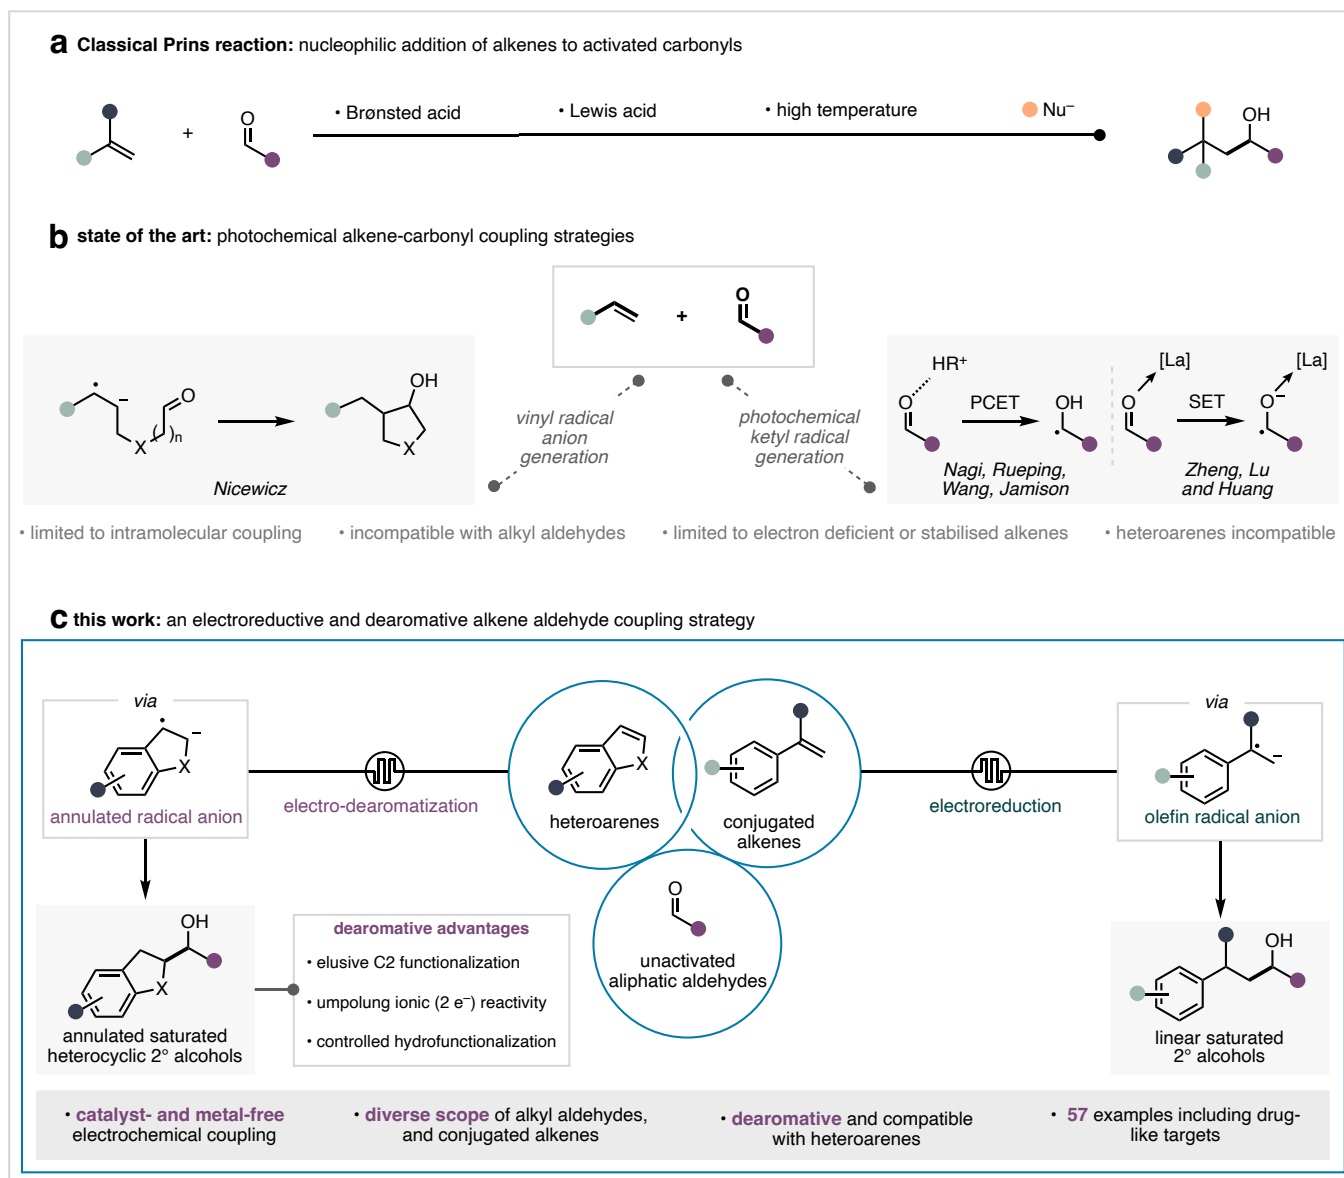 a Classical Prins reaction: nucleophilic addition of alkenes to activated carbonyls
+
O
• Brønsted acid
• Lewis acid
• high temperature
Nu⁻
OH
b state of the art: photochemical alkene-carbonyl coupling strategies
+
O
•
−
O
X
( )n
OH
X
Nicewicz
vinyl radical
anion
generation
photochemical
ketyl radical
generation
HR⁺
O
PCET
OH
•
Nagi, Rueping,
Wang, Jamison
[La]
O
SET
[La]
O⁻
•
Zheng, Lu
and Huang
• limited to intramolecular coupling
• incompatible with alkyl aldehydes
• limited to electron deficient or stabilised alkenes
• heteroarenes incompatible
c this work: an electroreductive and dearomative alkene aldehyde coupling strategy
via
•
−
X
annulated radical anion
electro-dearomatization
X
heteroarenes
conjugated
alkenes
O
unactivated
aliphatic aldehydes
electroreduction
via
•
−
olefin radical anion
OH
X
annulated saturated
heterocyclic 2° alcohols
dearomative advantages
• elusive C2 functionalization
• umpolung ionic (2 e⁻) reactivity
• controlled hydrofunctionalization
OH
linear saturated
2° alcohols
• catalyst- and metal-free
electrochemical coupling
• diverse scope of alkyl aldehydes,
and conjugated alkenes
• dearomative and compatible
with heteroarenes
• 57 examples including drug-
like targets